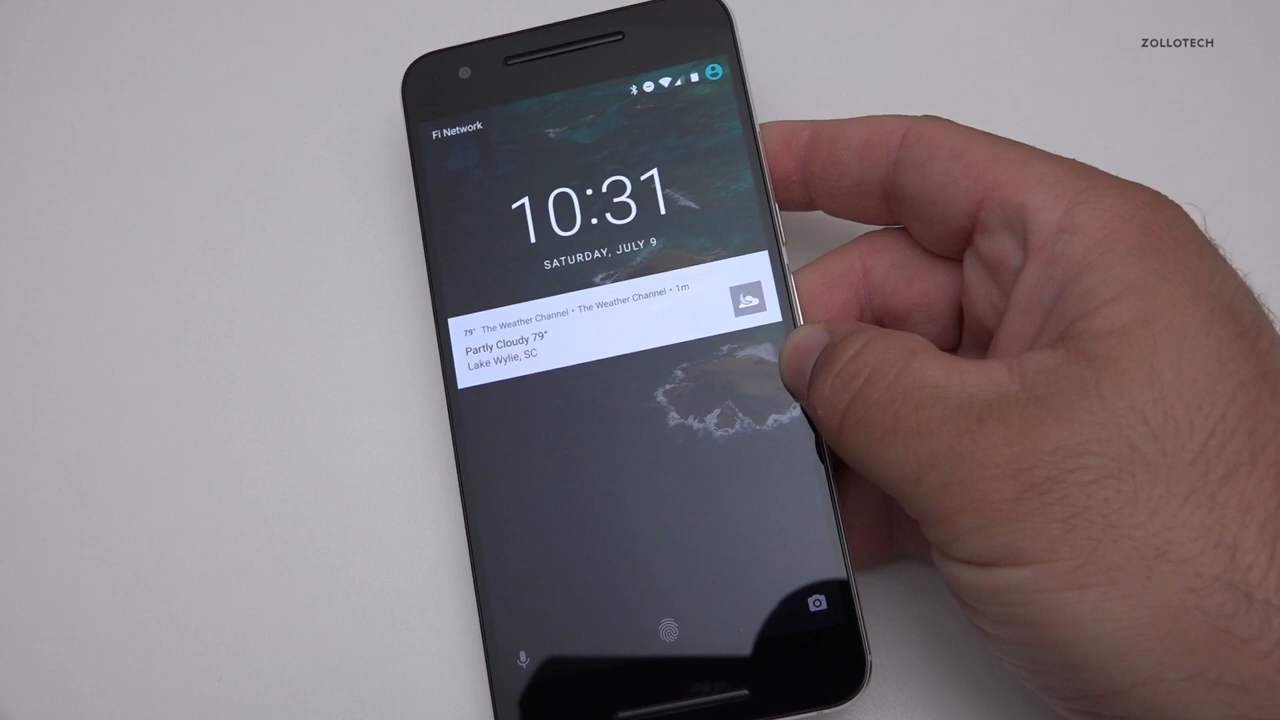 ZOLLOTECH
Fi Network
10:31
SATURDAY, JULY 9
79° The Weather Channel • The Weather Channel • 1m
Partly Cloudy 79°
Lake Wylie, SC